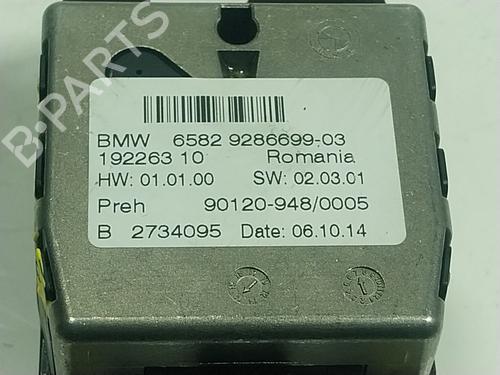 B-PARTS
BMW 6582 9286699-03
192263 10 Romania
HW: 01.01.00 SW: 02.03.01
Preh 90120-948/0005
B 2734095 Date: 06.10.14